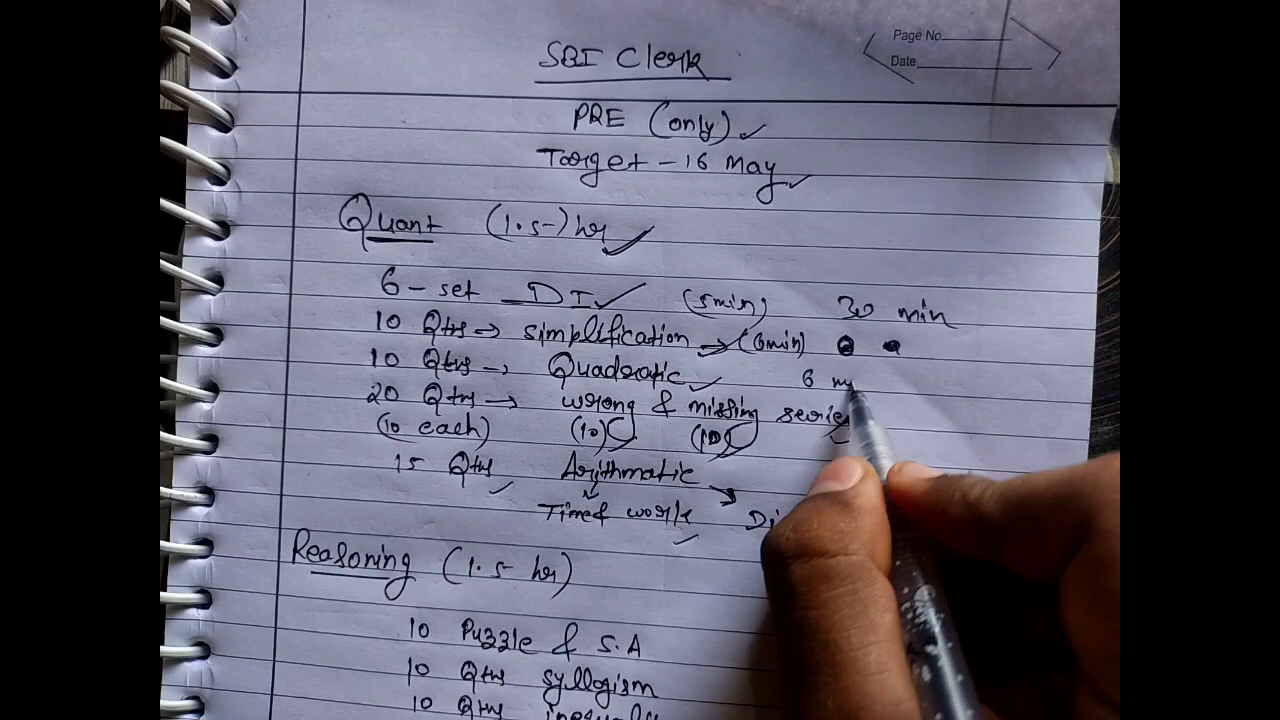 Page No.
Date
SBI Clerk
PRE (only)
Target - 16 May
Quant (1.5) hr
6 - set DI (5min) 30 min
10 Qtns → simplification → (6min)
10 Qtns → Quadratic 6 m
20 Qtns → wrong & missing series
(10 each) (10) (10)
15 Qtns Arithmatic
Time & work Di
Reasoning (1.5 hr)
10 Puzzle & S.A
10 Qtns syllogism
10 Qtns